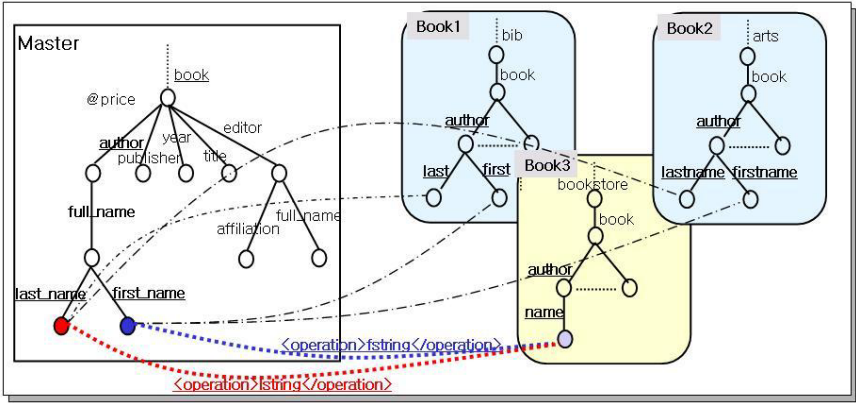 Master
book
@price
author
publisher
year
title
editor
full_name
affiliation
full_name
last_name
first_name
Book1
bib
book
author
last
first
Book2
arts
book
author
lastname
firstname
Book3
bookstore
book
author
name
<operation>fstring</operation>
<operation>lstring</operation>